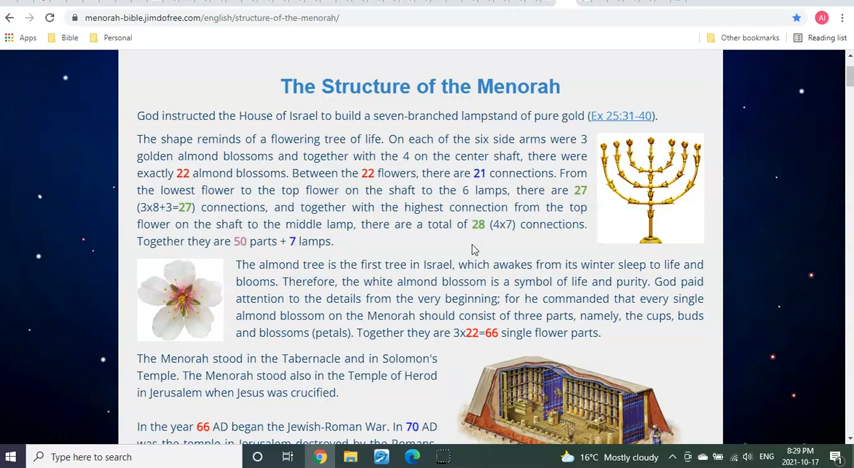 menorah-bible.jimdofree.com/english/structure-of-the-menorah/
AI
Apps Bible Personal Other bookmarks Reading list
The Structure of the Menorah
God instructed the House of Israel to build a seven-branched lampstand of pure gold (Ex 25:31-40).
The shape reminds of a flowering tree of life. On each of the six side arms were 3
golden almond blossoms and together with the 4 on the center shaft, there were
exactly 22 almond blossoms. Between the 22 flowers, there are 21 connections. From
the lowest flower to the top flower on the shaft to the 6 lamps, there are 27
(3x8+3=27) connections, and together with the highest connection from the top
flower on the shaft to the middle lamp, there are a total of 28 (4x7) connections.
Together they are 50 parts + 7 lamps.
The almond tree is the first tree in Israel, which awakes from its winter sleep to life and
blooms. Therefore, the white almond blossom is a symbol of life and purity. God paid
attention to the details from the very beginning; for he commanded that every single
almond blossom on the Menorah should consist of three parts, namely, the cups, buds
and blossoms (petals). Together they are 3x22=66 single flower parts.
The Menorah stood in the Tabernacle and in Solomon's
Temple. The Menorah stood also in the Temple of Herod
in Jerusalem when Jesus was crucified.
In the year 66 AD began the Jewish-Roman War. In 70 AD
was the temple in Jerusalem destroyed by the Romans.
Type here to search
16°C Mostly cloudy
ENG
8:29 PM
2021-10-17